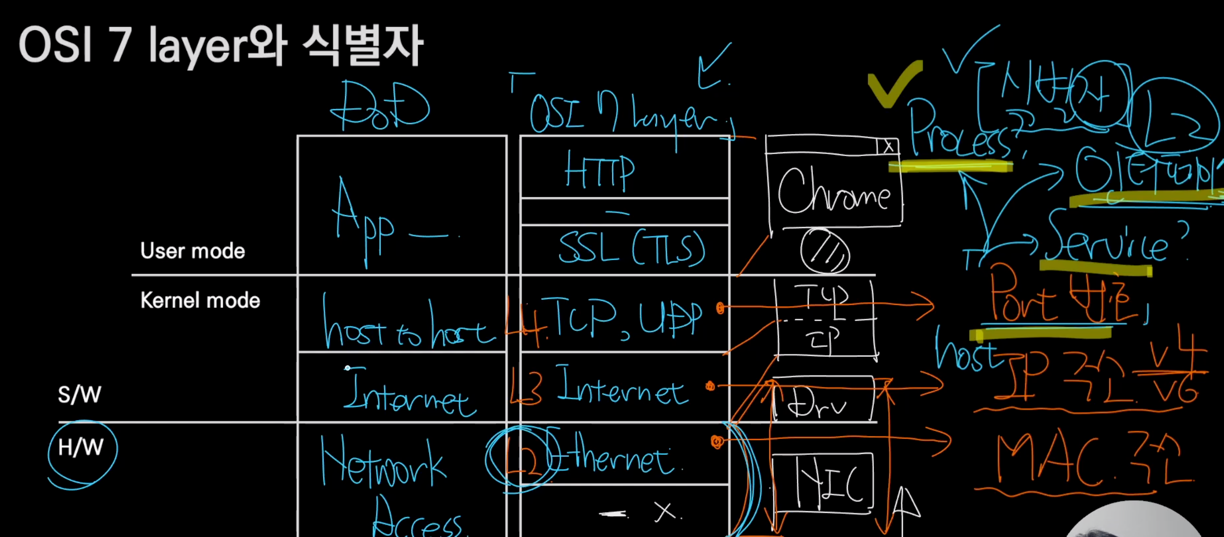 OSI 7 layer와 식별자
DoD
OSI 7 layer
식별자
L2
Process?
HTTP
Chrome
X
App —
—
SSL (TLS)
Service?
User mode
Kernel mode
host to host
L4
TCP, UDP
TCP
IP
Port 번호
host
Internet
L3
Internet
Drv
IP 주소
v4
v6
S/W
H/W
Network
Access
L2
Ethernet
NIC
MAC 주소
- X.